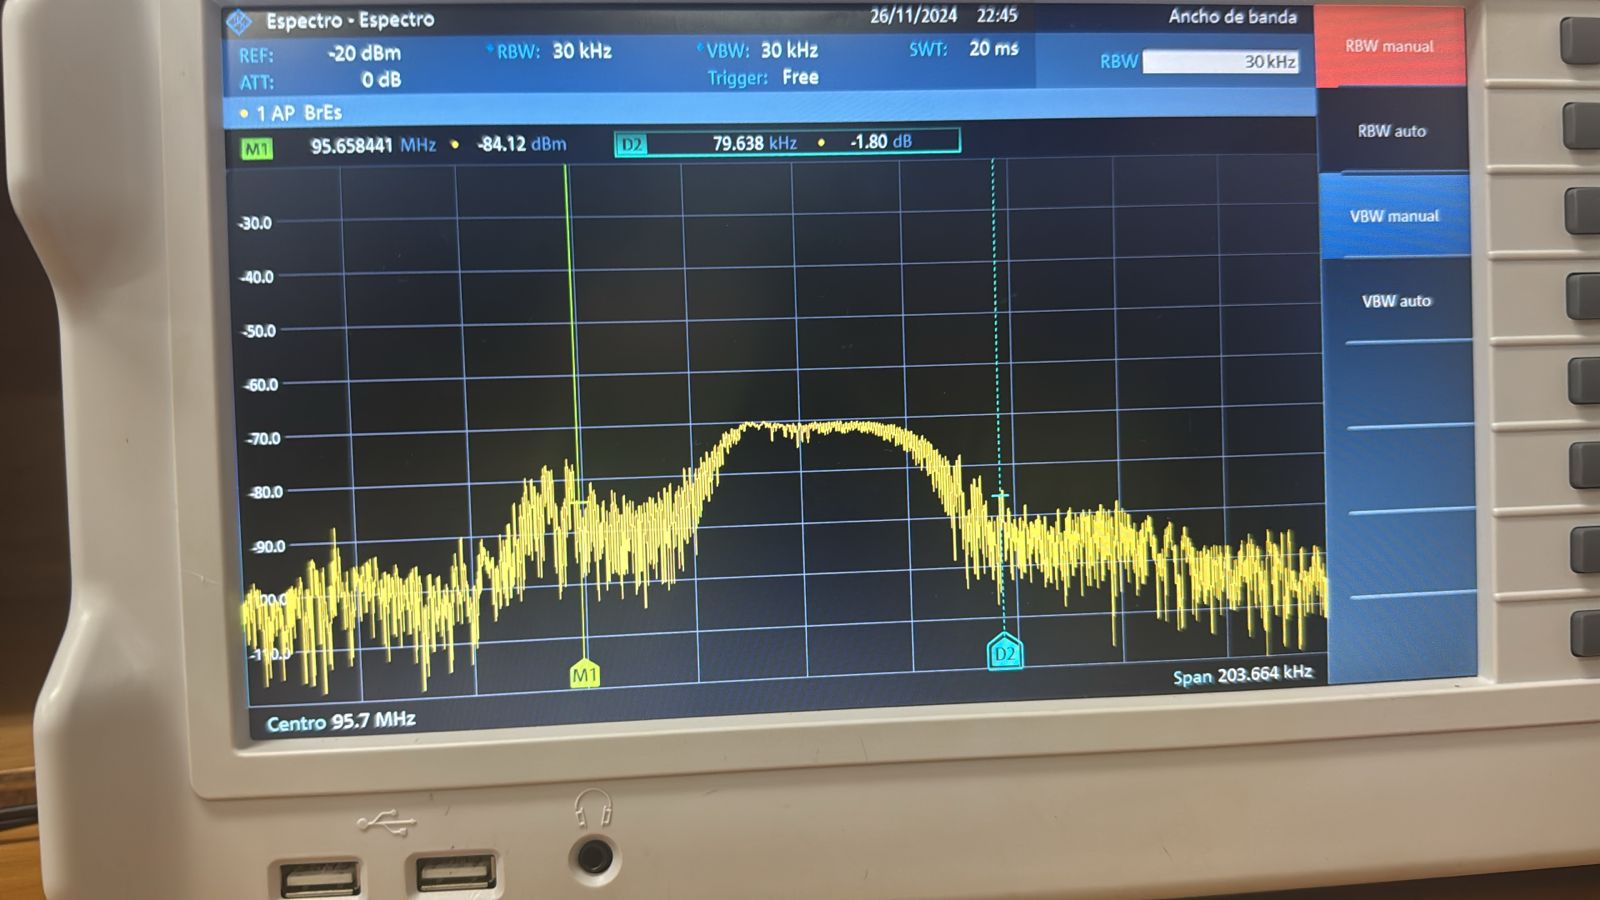 Espectro - Espectro 26/11/2024 22:45 Ancho de banda
REF: -20 dBm RBW: 30 kHz VBW: 30 kHz SWT: 20 ms RBW 30 kHz
ATT: 0 dB Trigger: Free
1 AP BrEs
M1 95.658441 MHz • -84.12 dBm D2 79.638 kHz • -1.80 dB
RBW manual
RBW auto
VBW manual
VBW auto
-30.0
-40.0
-50.0
-60.0
-70.0
-80.0
-90.0
M1
D2
Centro 95.7 MHz Span 203.664 kHz